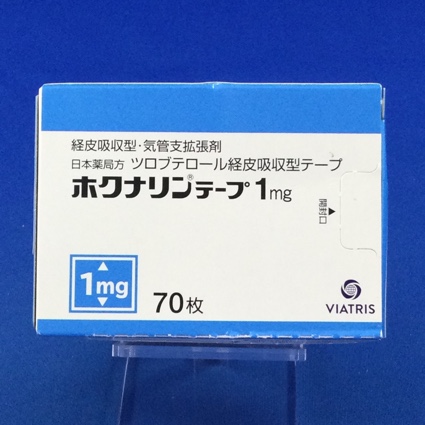 経皮吸収型・気管支拡張剤
日本薬局方 ツロブテロール経皮吸収型テープ
ホクナリン®テープ1mg
開封口
1mg
70枚
VIATRIS